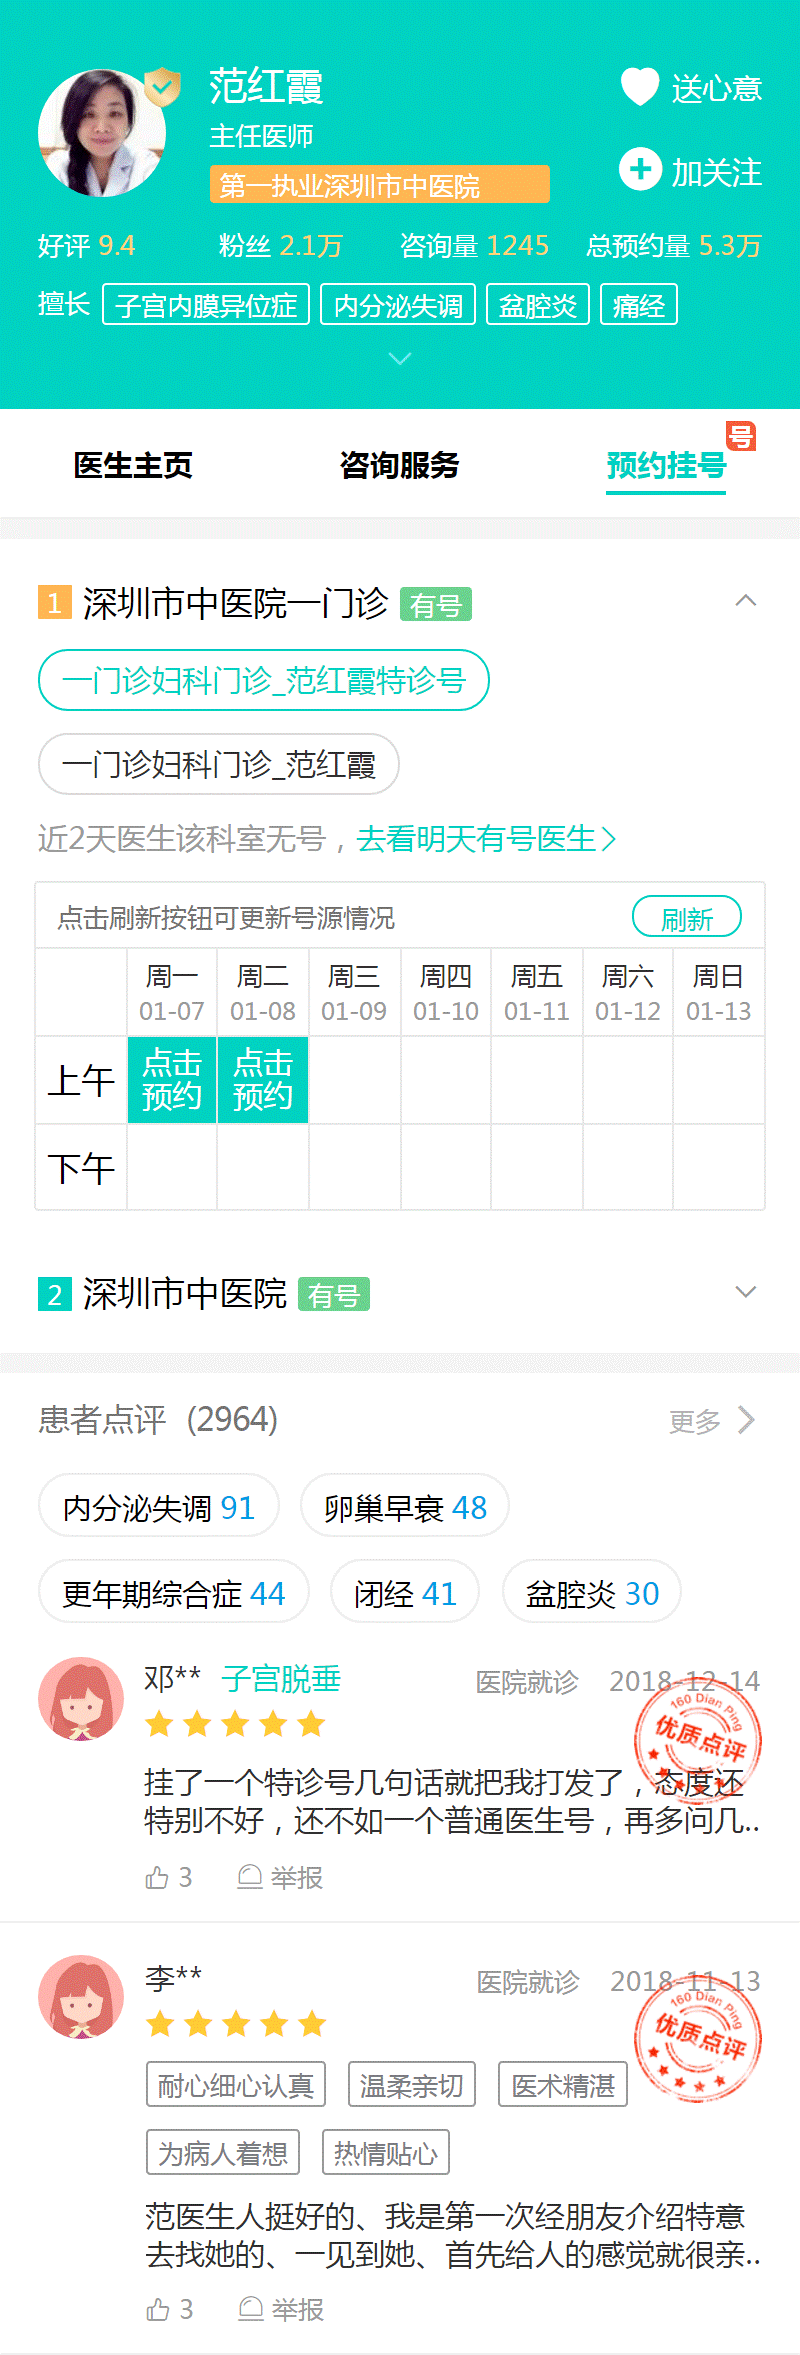 范红霞
送心意
主任医师
第一执业深圳市中医院
加关注
好评 9.4 粉丝 2.1万 咨询量 1245 总预约量 5.3万
擅长 子宫内膜异位症 内分泌失调 盆腔炎 痛经
医生主页 咨询服务 预约挂号 号
1 深圳市中医院一门诊 有号
一门诊妇科门诊_范红霞特诊号
一门诊妇科门诊_范红霞
近2天医生该科室无号，去看明天有号医生
点击刷新按钮可更新号源情况 刷新
周一 周二 周三 周四 周五 周六 周日
01-07 01-08 01-09 01-10 01-11 01-12 01-13
上午 点击预约 点击预约
下午
2 深圳市中医院 有号
患者点评 (2964) 更多
内分泌失调 91 卵巢早衰 48
更年期综合症 44 闭经 41 盆腔炎 30
邓** 子宫脱垂 医院就诊 2018-12-14
160 Dian Ping
优质点评
挂了一个特诊号几句话就把我打发了，态度还
特别不好，还不如一个普通医生号，再多问几..
3 举报
李** 医院就诊 2018-11-13
160 Dian Ping
优质点评
耐心细心认真 温柔亲切 医术精湛
为病人着想 热情贴心
范医生人挺好的、我是第一次经朋友介绍特意
去找她的、一见到她、首先给人的感觉就很亲..
3 举报